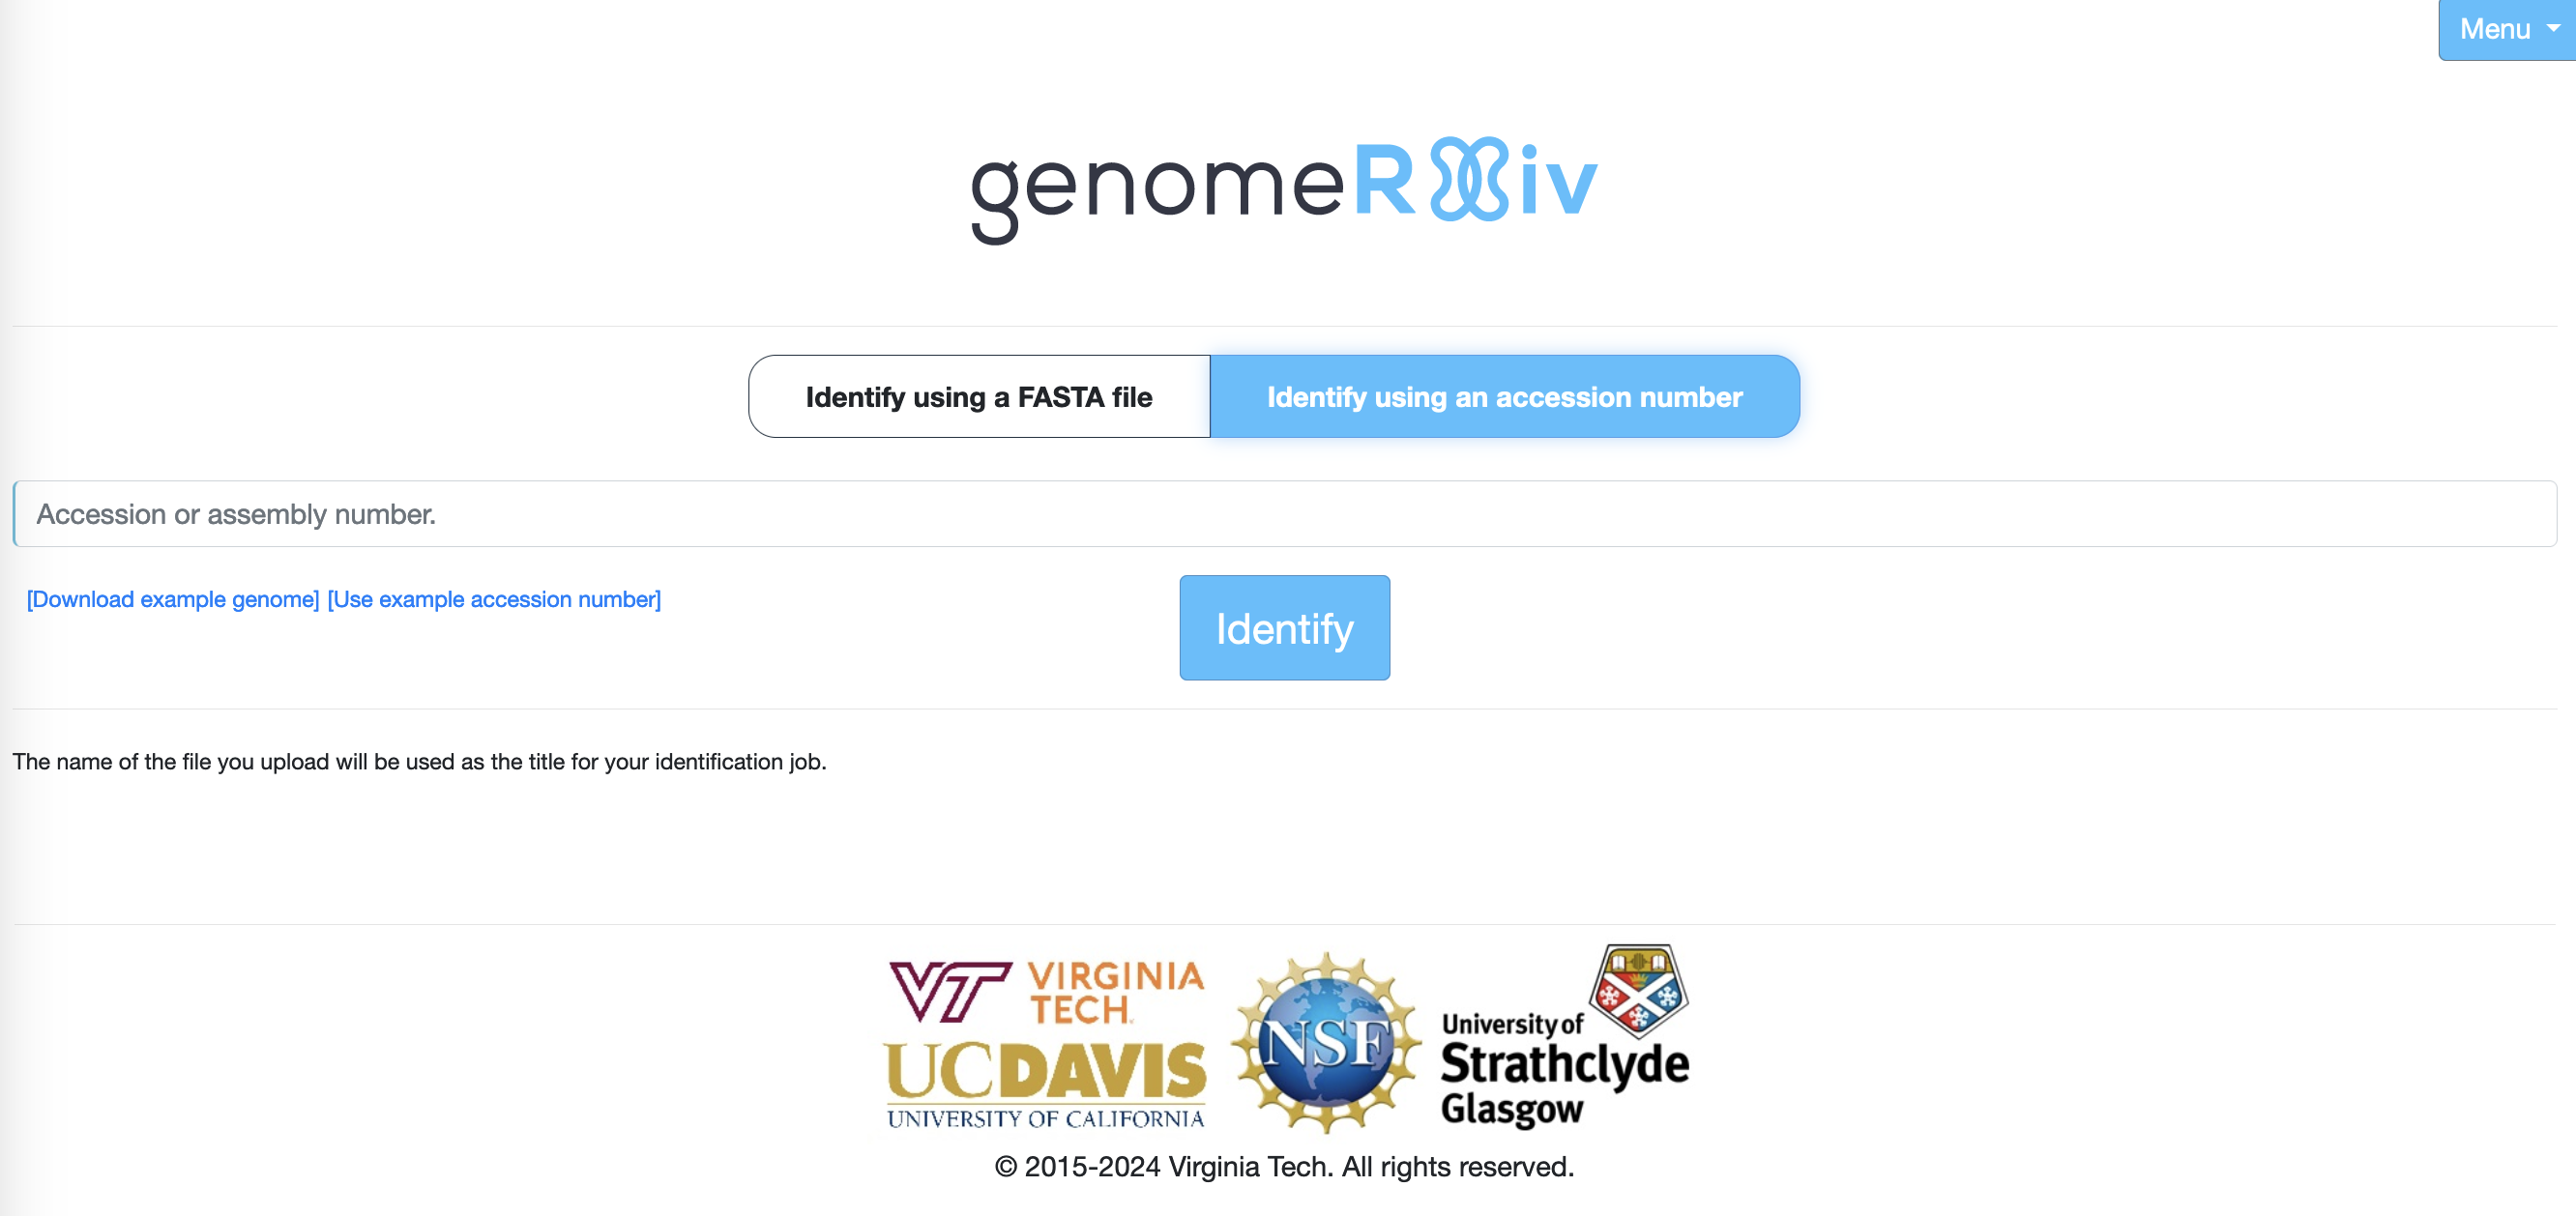 Menu
genomeRXiv
Identify using a FASTA file
Identify using an accession number
Accession or assembly number.
[Download example genome] [Use example accession number]
Identify
The name of the file you upload will be used as the title for your identification job.
VT VIRGINIA
TECH.
UCDAVIS
UNIVERSITY OF CALIFORNIA
NSF
University of
Strathclyde
Glasgow
© 2015-2024 Virginia Tech. All rights reserved.